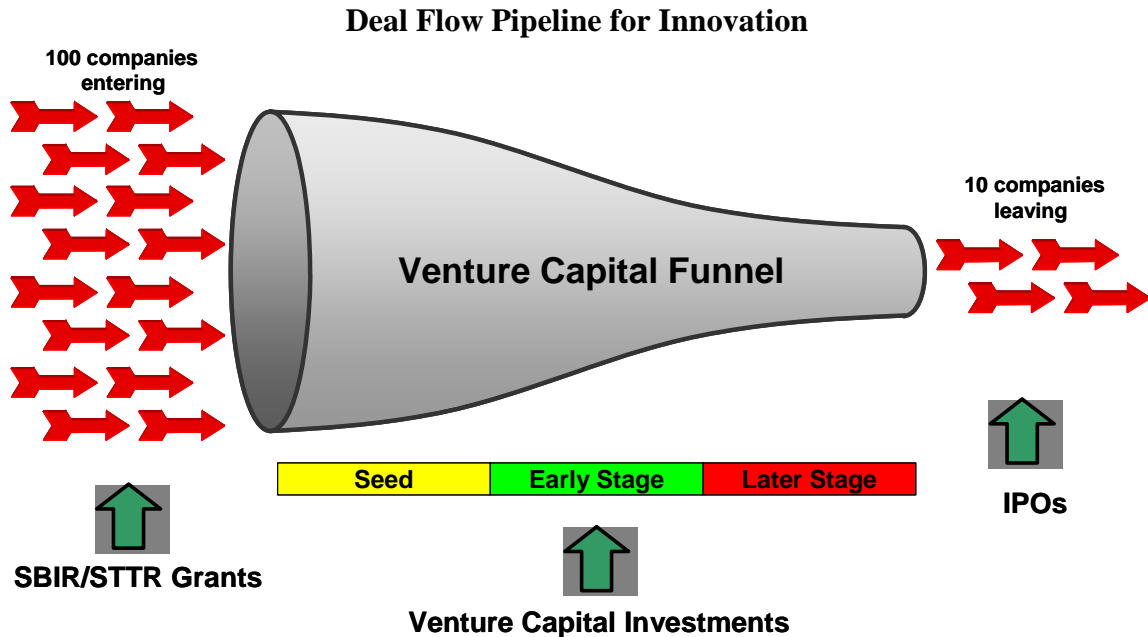 Deal Flow Pipeline for Innovation
100 companies
entering
10 companies
leaving
Venture Capital Funnel
Seed
Early Stage
Later Stage
IPOs
SBIR/STTR Grants
Venture Capital Investments